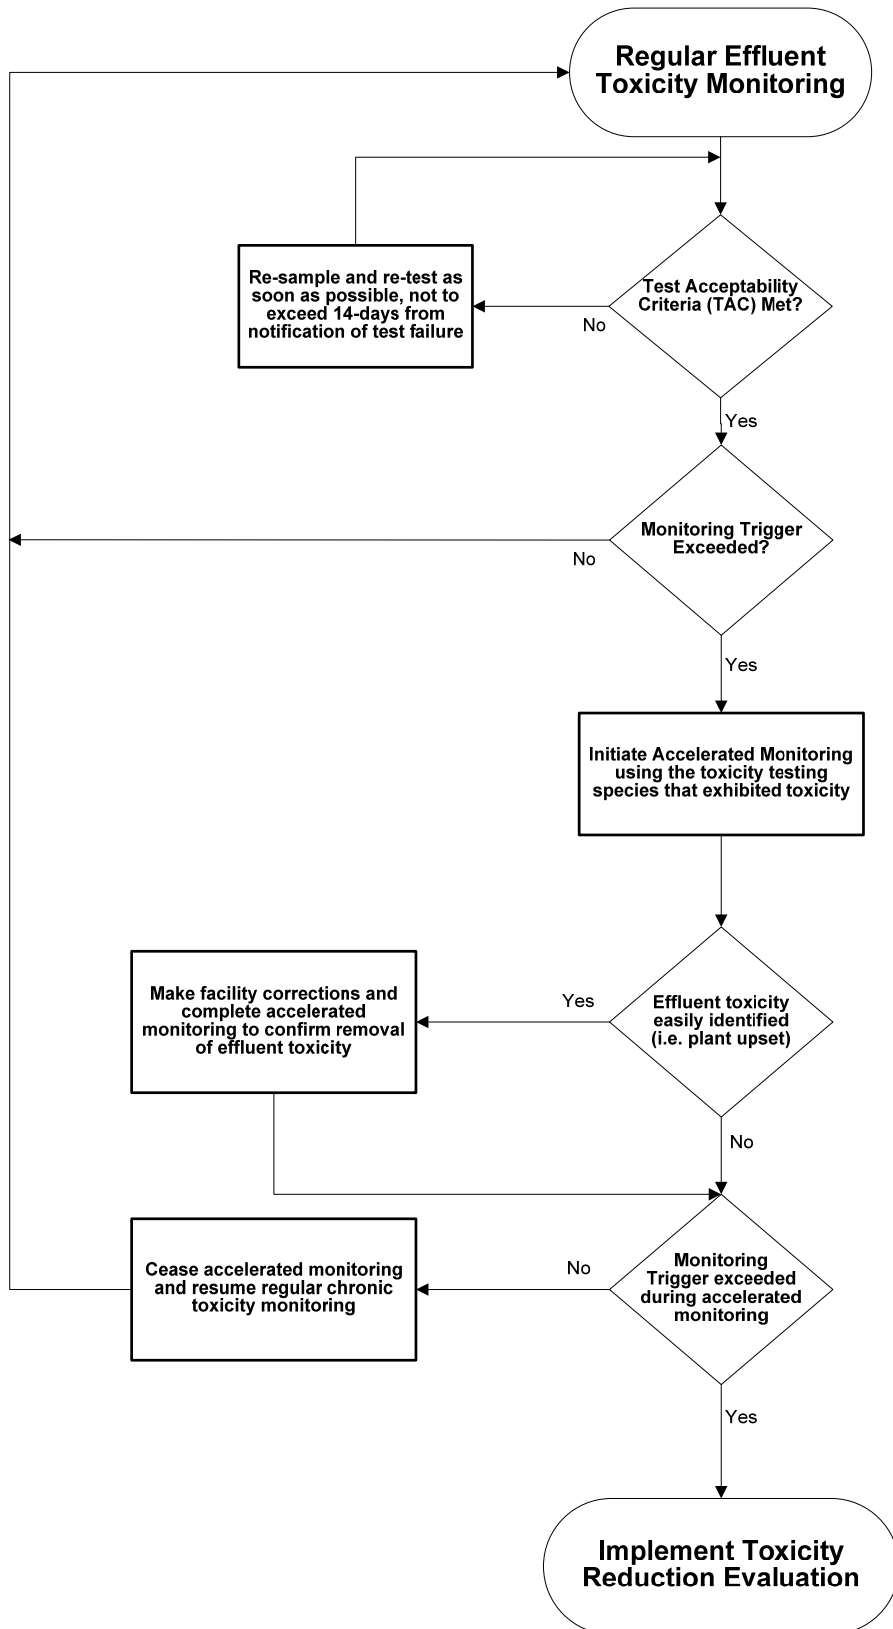 Regular Effluent
Toxicity Monitoring
Re-sample and re-test as
soon as possible, not to
exceed 14-days from
notification of test failure
Test Acceptability
Criteria (TAC) Met?
No
Yes
Monitoring Trigger
Exceeded?
No
Yes
Initiate Accelerated Monitoring
using the toxicity testing
species that exhibited toxicity
Make facility corrections and
complete accelerated
monitoring to confirm removal
of effluent toxicity
Yes
Effluent toxicity
easily identified
(i.e. plant upset)
No
Cease accelerated monitoring
and resume regular chronic
toxicity monitoring
No
Monitoring
Trigger exceeded
during accelerated
monitoring
Yes
Implement Toxicity
Reduction Evaluation